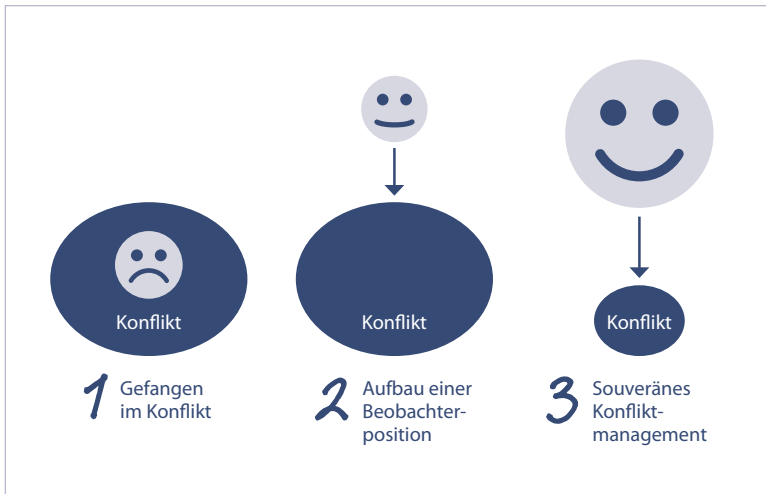 Konflikt
Konflikt
Konflikt
1 Gefangen
im Konflikt
2 Aufbau einer
Beobachter-
position
3 Souveränes
Konflikt-
management